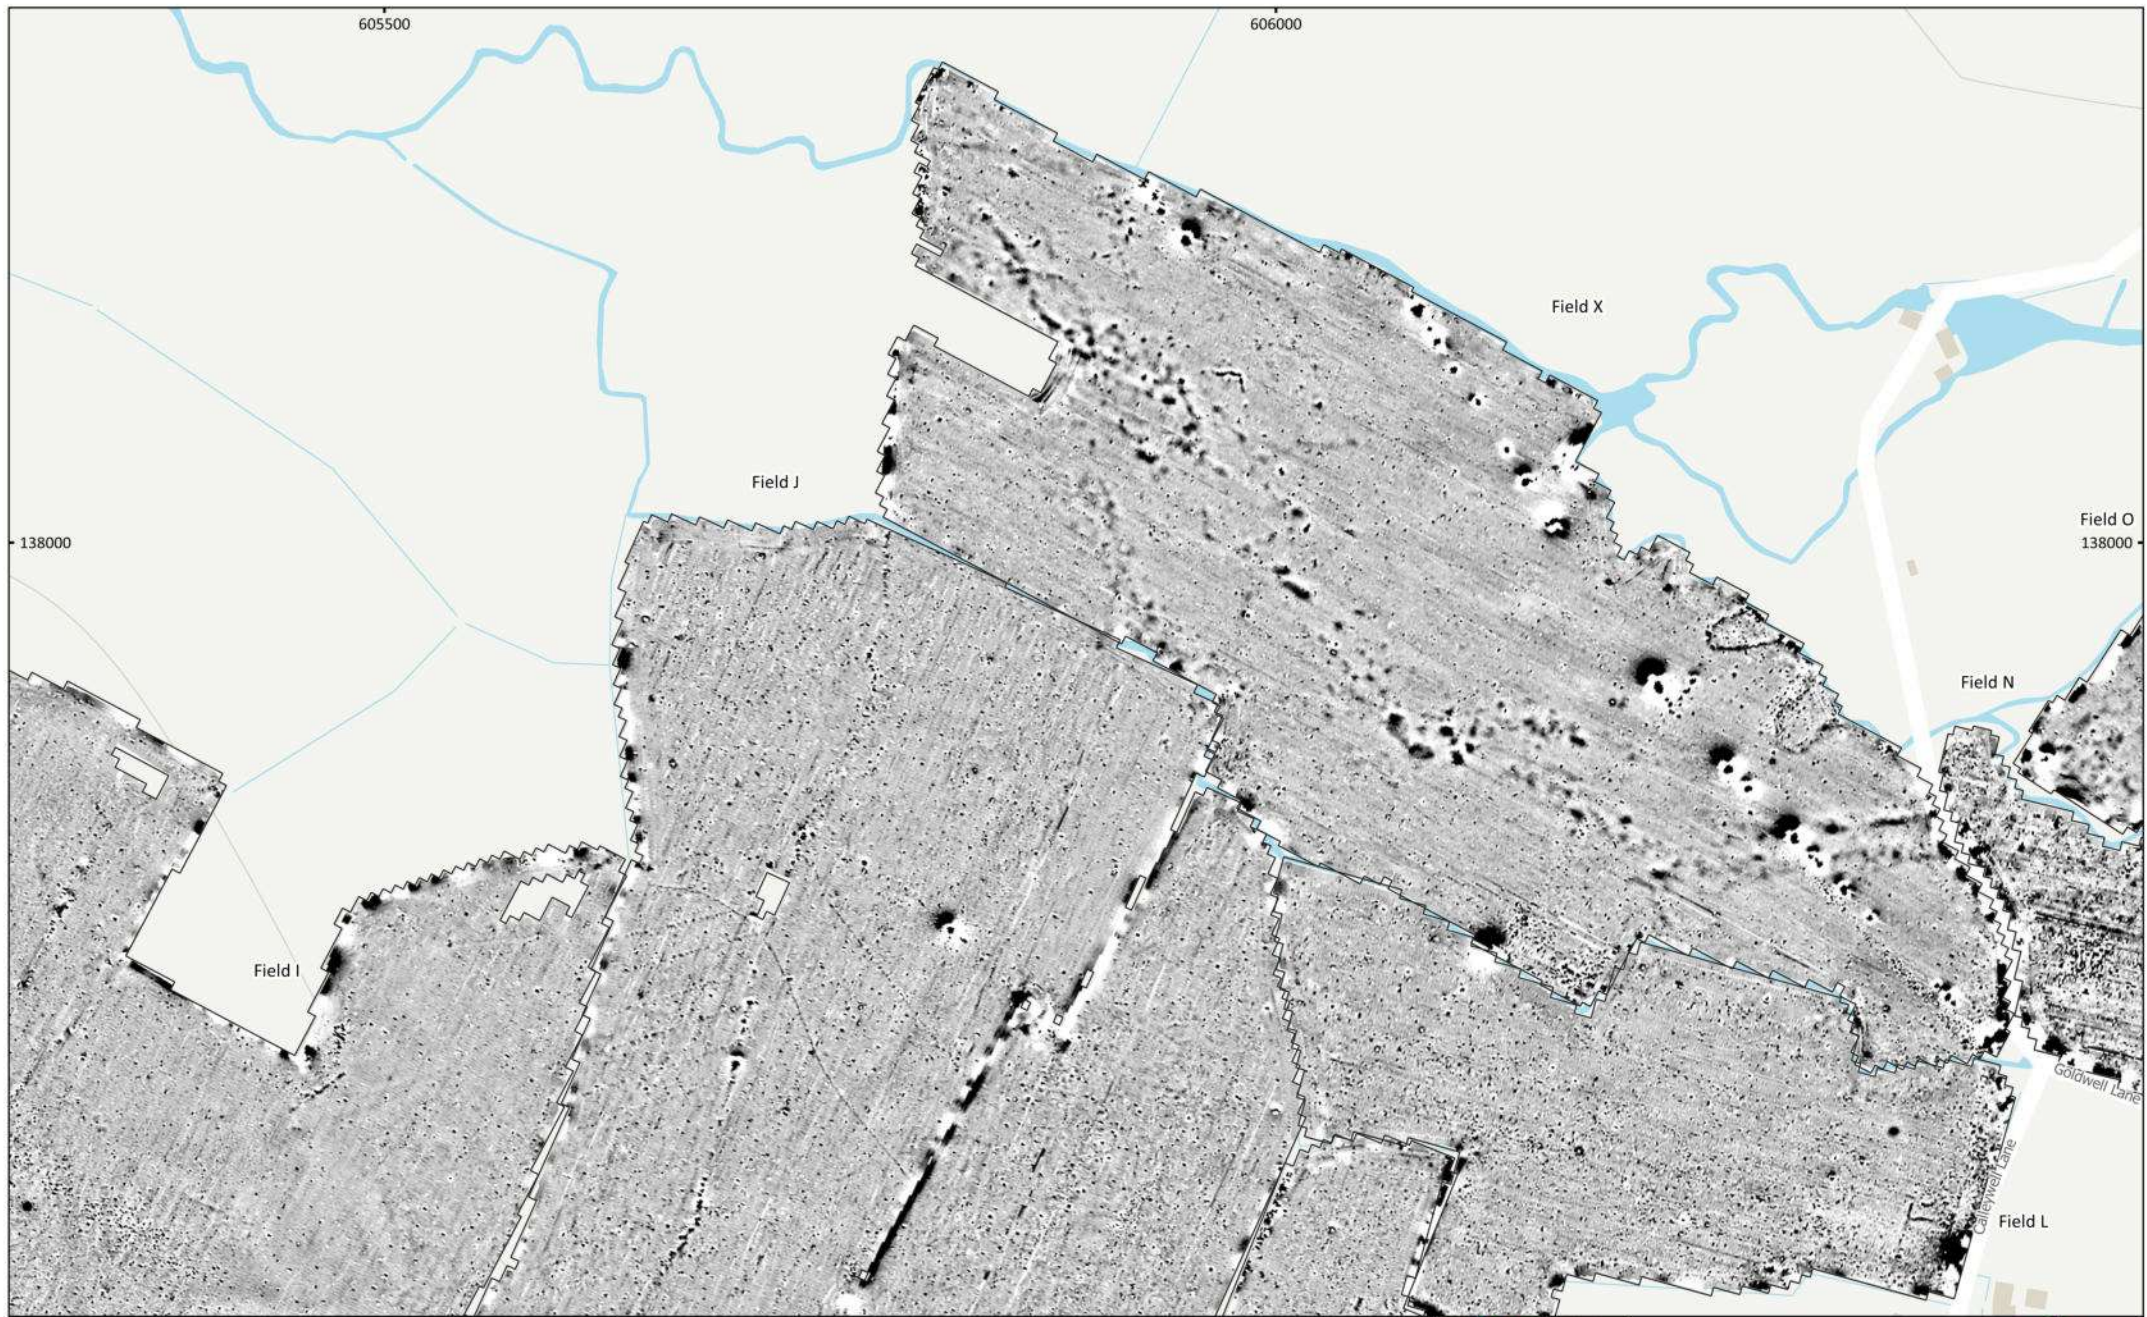 605500
606000
Field X
Field J
Field O
138000
138000
Field N
Field I
Goldwell Lane
Calleywell Lane
Field L